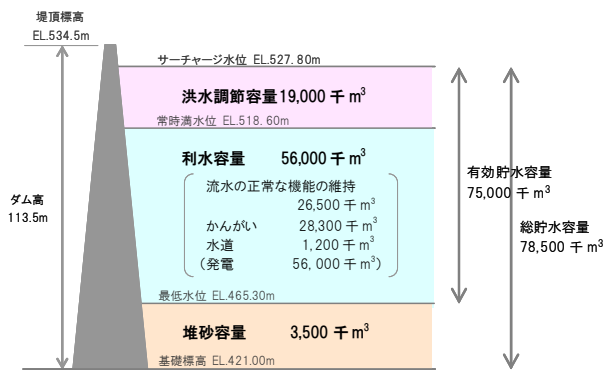 堤頂標高
EL.534.5m
サーチャージ水位 EL.527.80m
洪水調節容量19,000 千 m³
常時満水位 EL.518.60m
利水容量 56,000 千 m³
流水の正常な機能の維持
26,500 千 m³
かんがい 28,300 千 m³
水道 1,200 千 m³
(発電 56,000 千 m³)
有効貯水容量
75,000 千 m³
総貯水容量
78,500 千 m³
ダム高
113.5m
最低水位 EL.465.30m
堆砂容量 3,500 千 m³
基礎標高 EL.421.00m